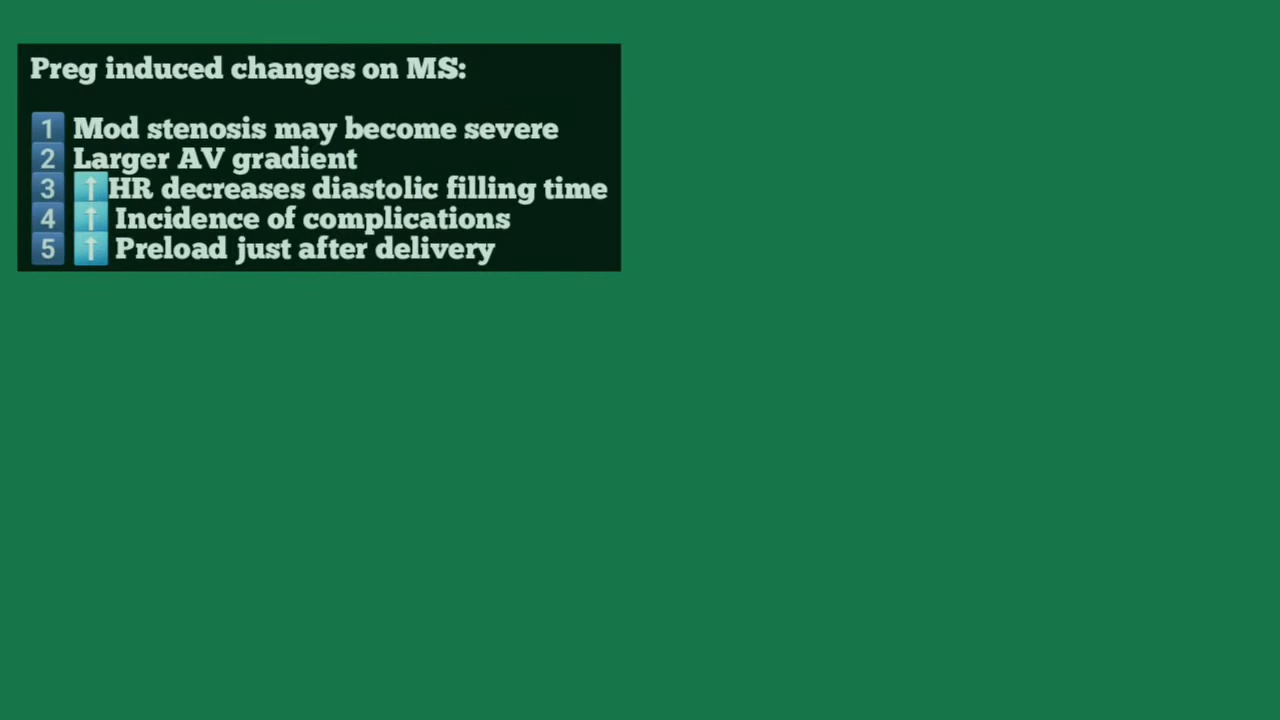 Preg induced changes on MS:
1️⃣ Mod stenosis may become severe
2️⃣ Larger AV gradient
3️⃣ ⬆️HR decreases diastolic filling time
4️⃣ ⬆️ Incidence of complications
5️⃣ ⬆️ Preload just after delivery